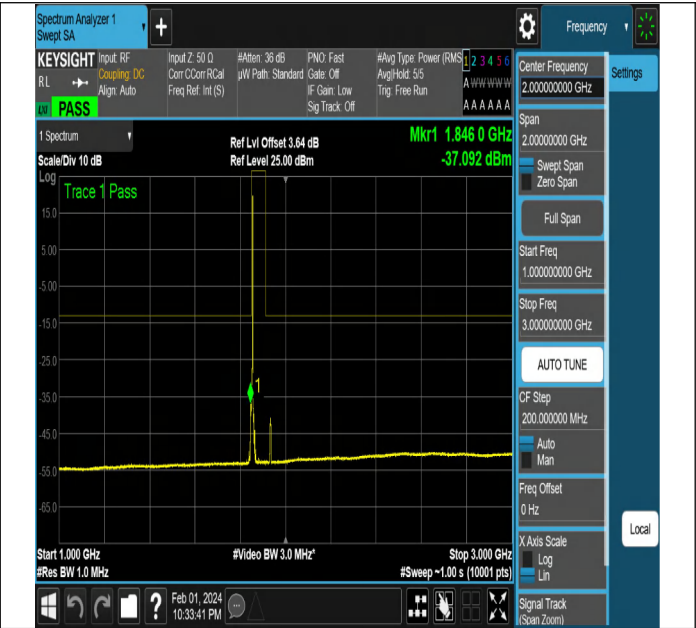 Spectrum Analyzer 1
Swept SA
+
Frequency
KEYSIGHT
RL
PASS
Input: RF
Coupling: DC
Align: Auto
Input Z: 50 Ω
Corr CCorr RCal
Freq Ref: Int (S)
#Atten: 36 dB
µW Path: Standard
PNO: Fast
Gate: Off
IF Gain: Low
Sig Track: Off
#Avg Type: Power (RMS
Avg|Hold: 5/5
Trig: Free Run
1 2 3 4 5 6
A W W W W W
A A A A A A
1 Spectrum
Scale/Div 10 dB
Ref Lvl Offset 3.64 dB
Ref Level 25.00 dBm
Mkr1 1.846 0 GHz
-37.092 dBm
Log
Trace 1 Pass
15.0
5.00
-5.00
-15.0
-25.0
-35.0
-45.0
-55.0
-65.0
1
Start 1.000 GHz
#Res BW 1.0 MHz
#Video BW 3.0 MHz*
Stop 3.000 GHz
#Sweep ~1.00 s (10001 pts)
Feb 01, 2024
10:33:41 PM
?
Center Frequency
2.000000000 GHz
Settings
Span
2.00000000 GHz
Swept Span
Zero Span
Full Span
Start Freq
1.000000000 GHz
Stop Freq
3.000000000 GHz
AUTO TUNE
CF Step
200.000000 MHz
Auto
Man
Freq Offset
0 Hz
X Axis Scale
Log
Lin
Local
Signal Track
(Span Zoom)